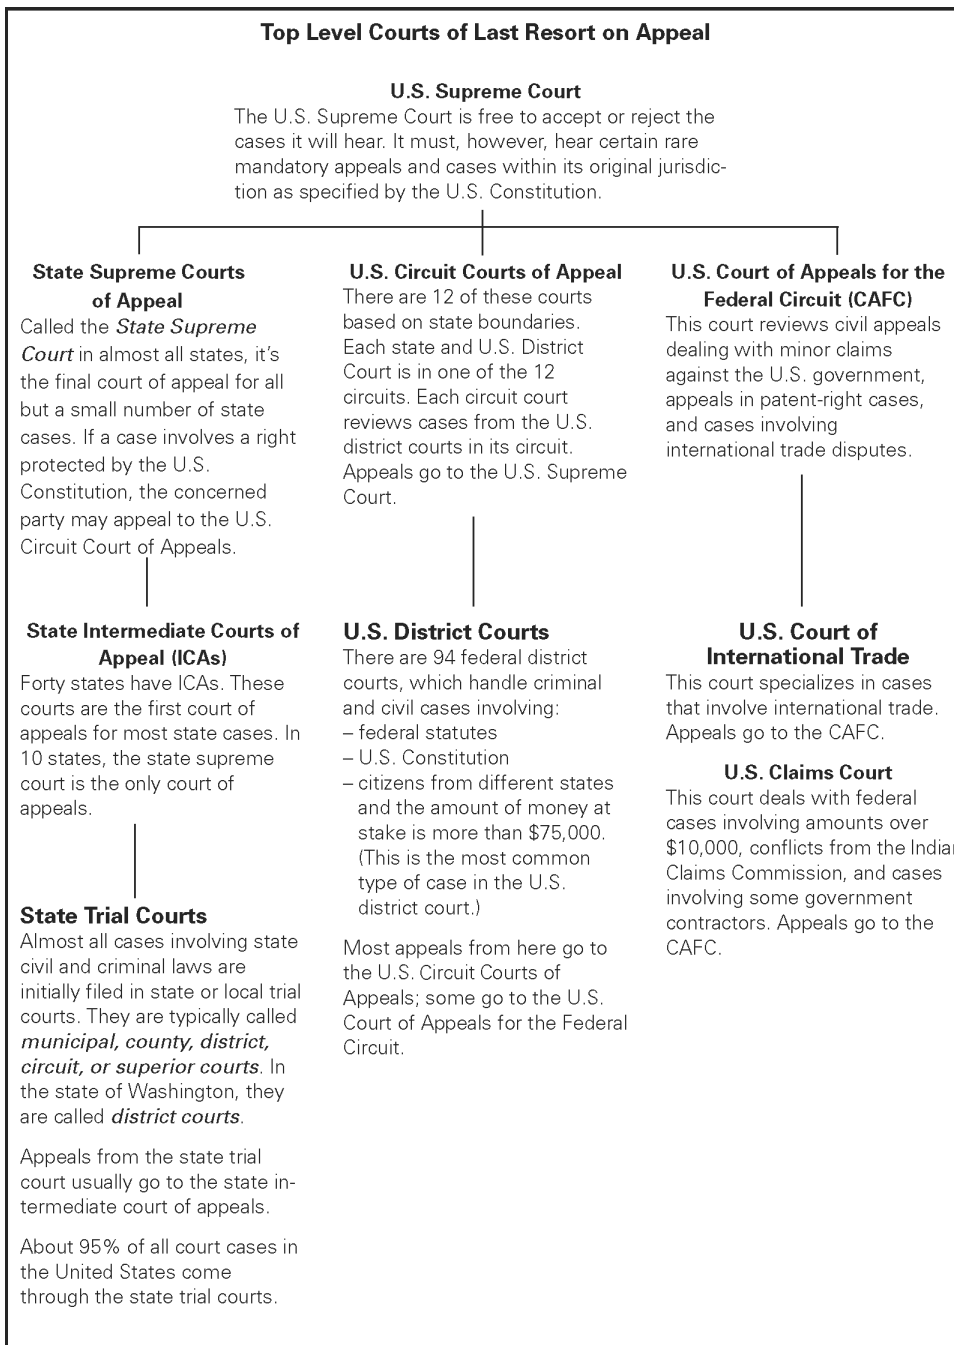 Top Level Courts of Last Resort on Appeal
U.S. Supreme Court
The U.S. Supreme Court is free to accept or reject the
cases it will hear. It must, however, hear certain rare
mandatory appeals and cases within its original jurisdic-
tion as specified by the U.S. Constitution.
State Supreme Courts
of Appeal
Called the State Supreme
Court in almost all states, it's
the final court of appeal for all
but a small number of state
cases. If a case involves a right
protected by the U.S.
Constitution, the concerned
party may appeal to the U.S.
Circuit Court of Appeals.
State Intermediate Courts of
Appeal (ICAs)
Forty states have ICAs. These
courts are the first court of
appeals for most state cases. In
10 states, the state supreme
court is the only court of
appeals.
State Trial Courts
Almost all cases involving state
civil and criminal laws are
initially filed in state or local trial
courts. They are typically called
municipal, county, district,
circuit, or superior courts. In
the state of Washington, they
are called district courts.
Appeals from the state trial
court usually go to the state in-
termediate court of appeals.
About 95% of all court cases in
the United States come
through the state trial courts.
U.S. Circuit Courts of Appeal
There are 12 of these courts
based on state boundaries.
Each state and U.S. District
Court is in one of the 12
circuits. Each circuit court
reviews cases from the U.S.
district courts in its circuit.
Appeals go to the U.S. Supreme
Court.
U.S. District Courts
There are 94 federal district
courts, which handle criminal
and civil cases involving:
– federal statutes
– U.S. Constitution
– citizens from different states
and the amount of money at
stake is more than $75,000.
(This is the most common
type of case in the U.S.
district court.)
Most appeals from here go to
the U.S. Circuit Courts of
Appeals; some go to the U.S.
Court of Appeals for the Federal
Circuit.
U.S. Court of Appeals for the
Federal Circuit (CAFC)
This court reviews civil appeals
dealing with minor claims
against the U.S. government,
appeals in patent-right cases,
and cases involving
international trade disputes.
U.S. Court of
International Trade
This court specializes in cases
that involve international trade.
Appeals go to the CAFC.
U.S. Claims Court
This court deals with federal
cases involving amounts over
$10,000, conflicts from the India
Claims Commission, and cases
involving some government
contractors. Appeals go to the
CAFC.